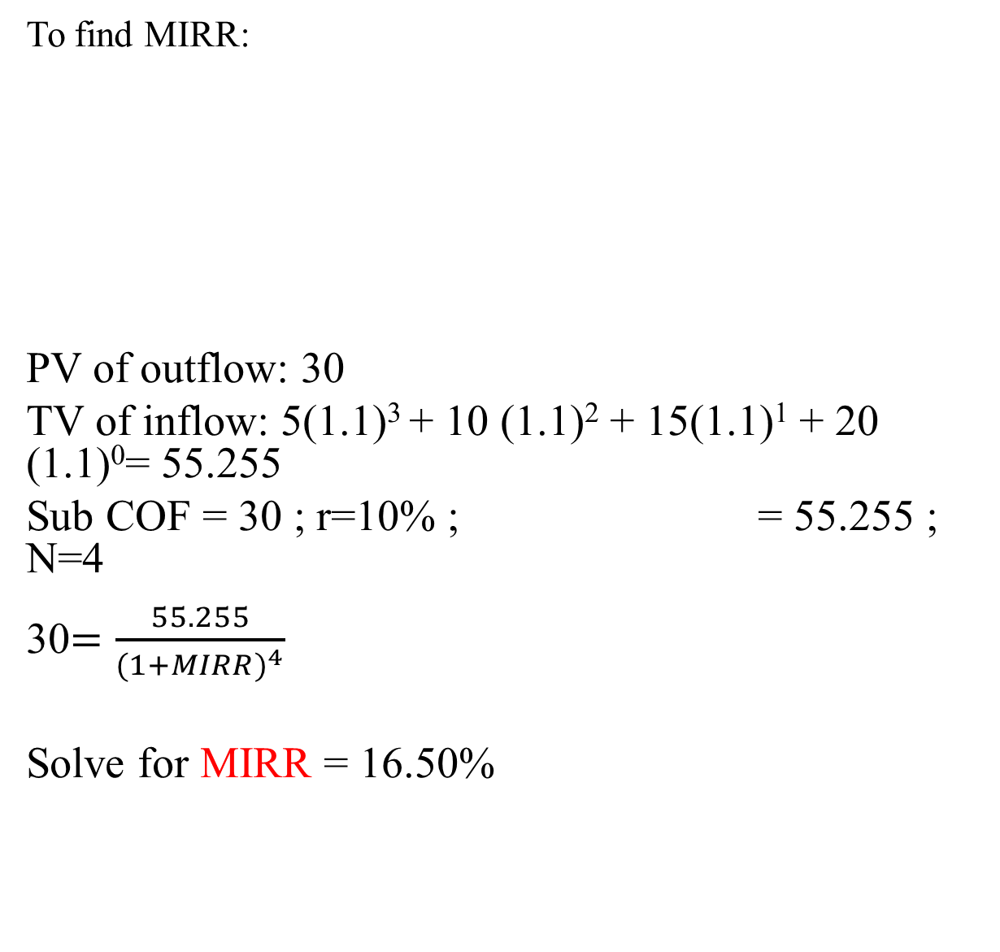 To find MIRR:
PV of outflow: 30
TV of inflow: 5(1.1)³ + 10 (1.1)² + 15(1.1)¹ + 20
(1.1)⁰= 55.255
Sub COF = 30 ; r=10% ; = 55.255 ;
N=4
30= 55.255/(1+MIRR)⁴
Solve for MIRR = 16.50%